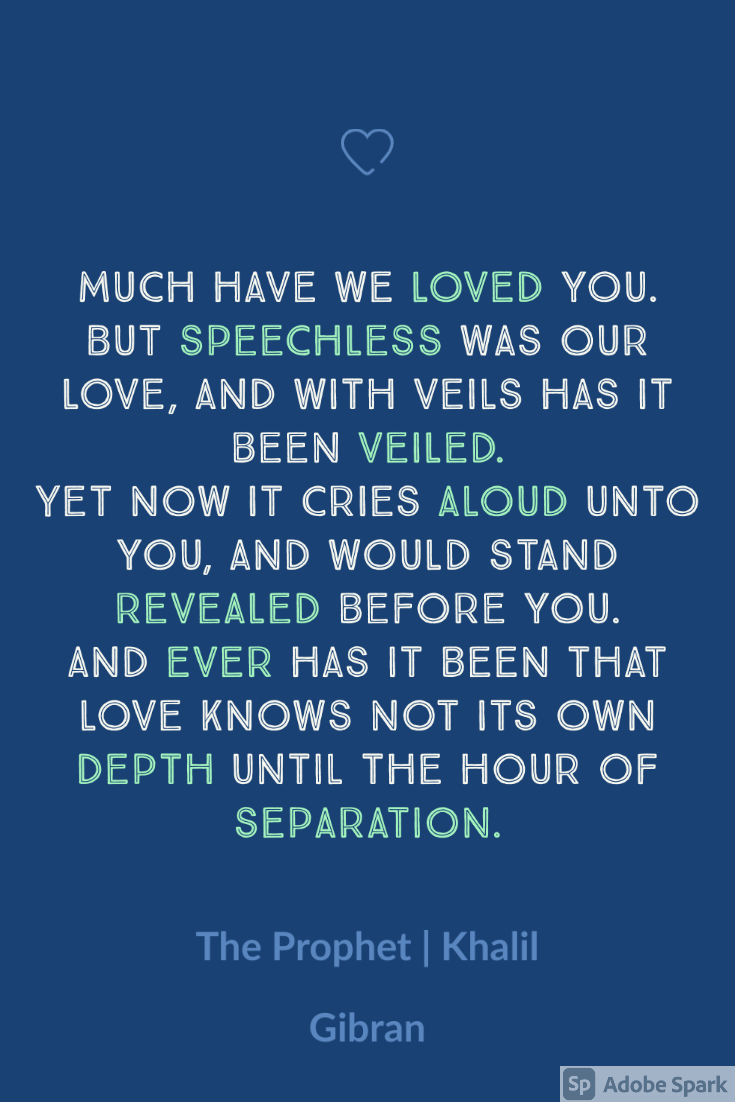 MUCH HAVE WE LOVED YOU.
BUT SPEECHLESS WAS OUR
LOVE, AND WITH VEILS HAS IT
BEEN VEILED.
YET NOW IT CRIES ALOUD UNTO
YOU, AND WOULD STAND
REVEALED BEFORE YOU.
AND EVER HAS IT BEEN THAT
LOVE KNOWS NOT ITS OWN
DEPTH UNTIL THE HOUR OF
SEPARATION.
The Prophet | Khalil
Gibran
Sp Adobe Spark